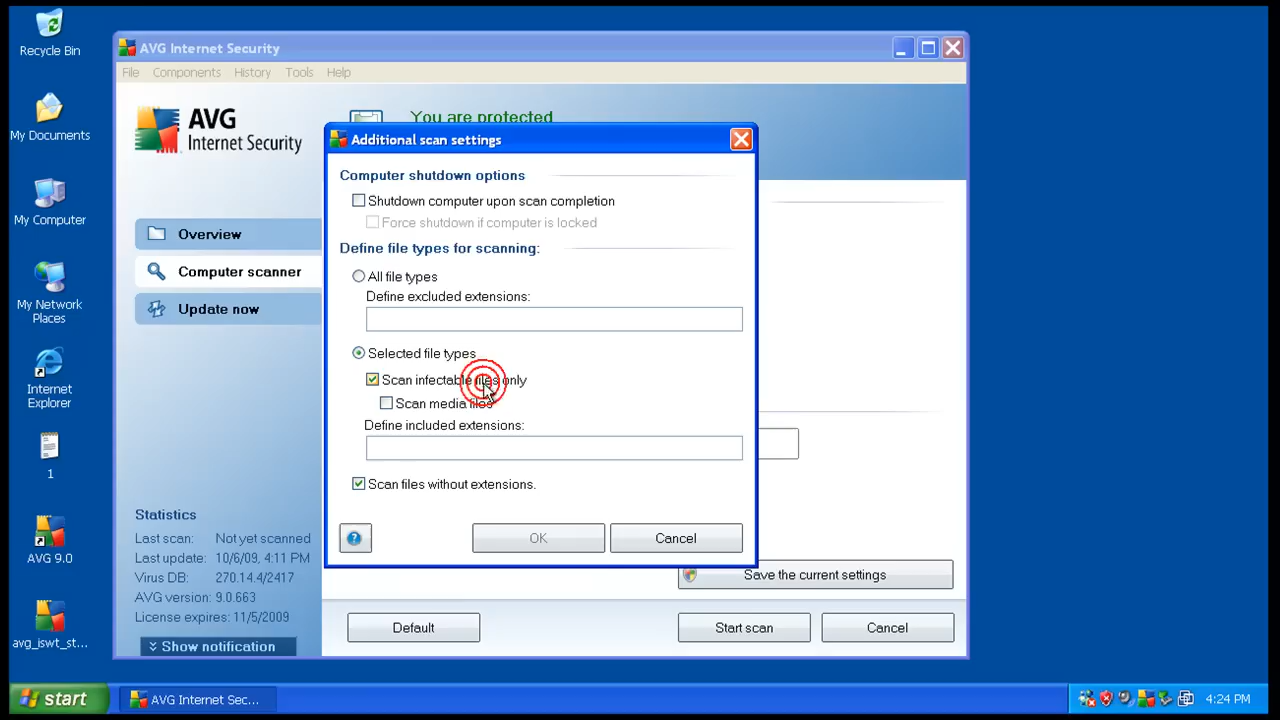 Recycle Bin
My Documents
My Computer
My Network
Places
Internet
Explorer
1
AVG 9.0
avg_iswt_st...
AVG Internet Security
File Components History Tools Help
AVG
Internet Security
You are protected
Overview
Computer scanner
Update now
Statistics
Last scan: Not yet scanned
Last update: 10/6/09, 4:11 PM
Virus DB: 270.14.4/2417
AVG version: 9.0.663
License expires: 11/5/2009
Show notification
Additional scan settings
Computer shutdown options
Shutdown computer upon scan completion
Force shutdown if computer is locked
Define file types for scanning:
All file types
Define excluded extensions:
Selected file types
Scan infectable files only
Scan media files
Define included extensions:
Scan files without extensions.
? OK Cancel
Save the current settings
Default Start scan Cancel
start AVG Internet Sec... 4:24 PM